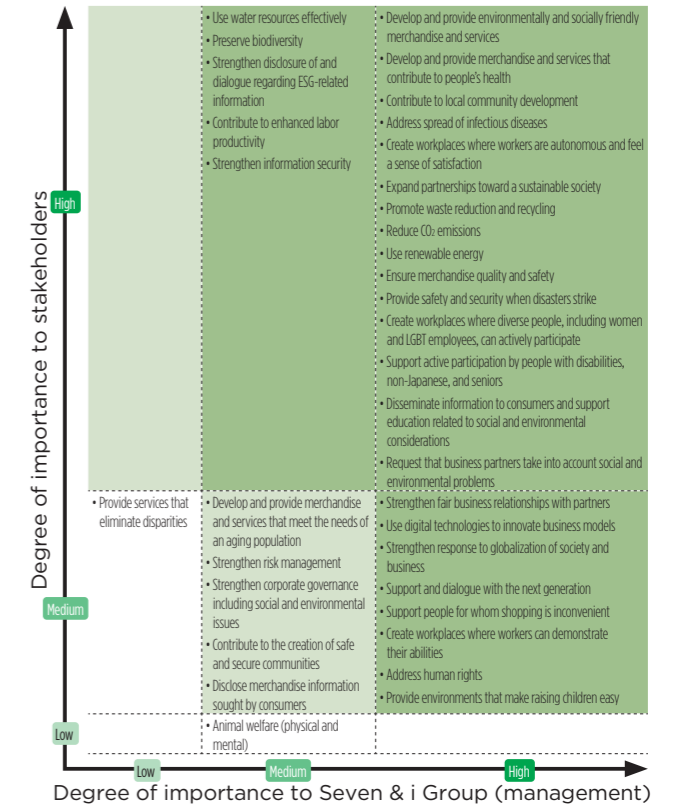 Degree of importance to stakeholders
High
Medium
Low
• Use water resources effectively
• Preserve biodiversity
• Strengthen disclosure of and
dialogue regarding ESG-related
information
• Contribute to enhanced labor
productivity
• Strengthen information security
• Develop and provide environmentally and socially friendly
merchandise and services
• Develop and provide merchandise and services that
contribute to people's health
• Contribute to local community development
• Address spread of infectious diseases
• Create workplaces where workers are autonomous and feel
a sense of satisfaction
• Expand partnerships toward a sustainable society
• Promote waste reduction and recycling
• Reduce CO₂ emissions
• Use renewable energy
• Ensure merchandise quality and safety
• Provide safety and security when disasters strike
• Create workplaces where diverse people, including women
and LGBT employees, can actively participate
• Support active participation by people with disabilities,
non-Japanese, and seniors
• Disseminate information to consumers and support
education related to social and environmental
considerations
• Request that business partners take into account social and
environmental problems
• Provide services that
eliminate disparities
• Develop and provide merchandise
and services that meet the needs of
an aging population
• Strengthen risk management
• Strengthen corporate governance
including social and environmental
issues
• Contribute to the creation of safe
and secure communities
• Disclose merchandise information
sought by consumers
• Strengthen fair business relationships with partners
• Use digital technologies to innovate business models
• Strengthen response to globalization of society and
business
• Support and dialogue with the next generation
• Support people for whom shopping is inconvenient
• Create workplaces where workers can demonstrate
their abilities
• Address human rights
• Provide environments that make raising children easy
• Animal welfare (physical and
mental)
Low
Medium
High
Degree of importance to Seven & i Group (management)